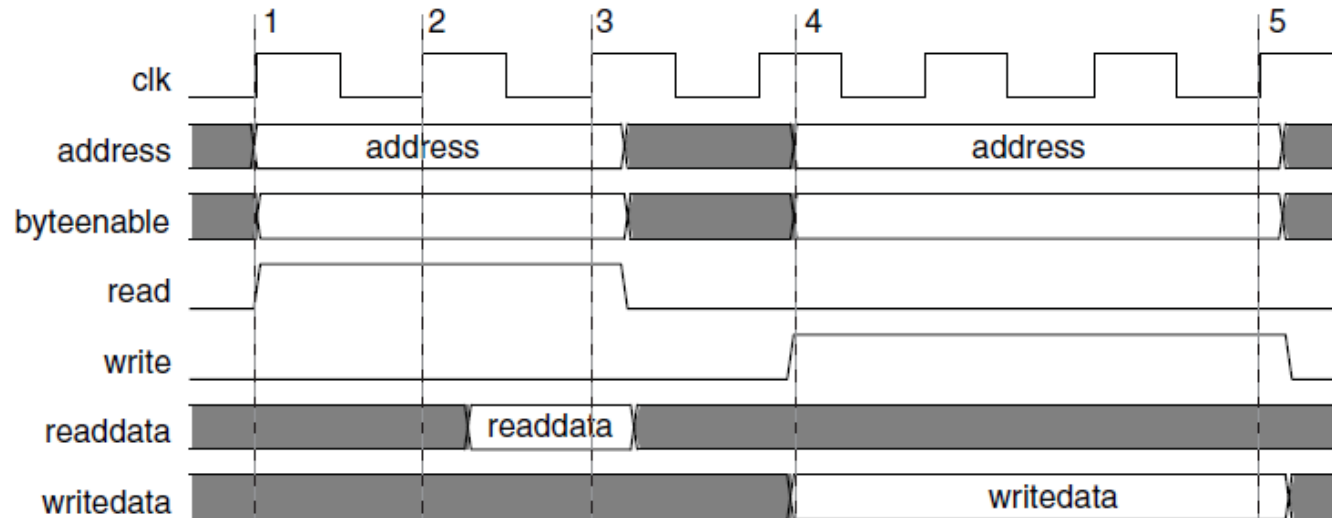 1 2 3 4 5
clk
address address address
byteenable
read
write
readdata readdata
writedata writedata